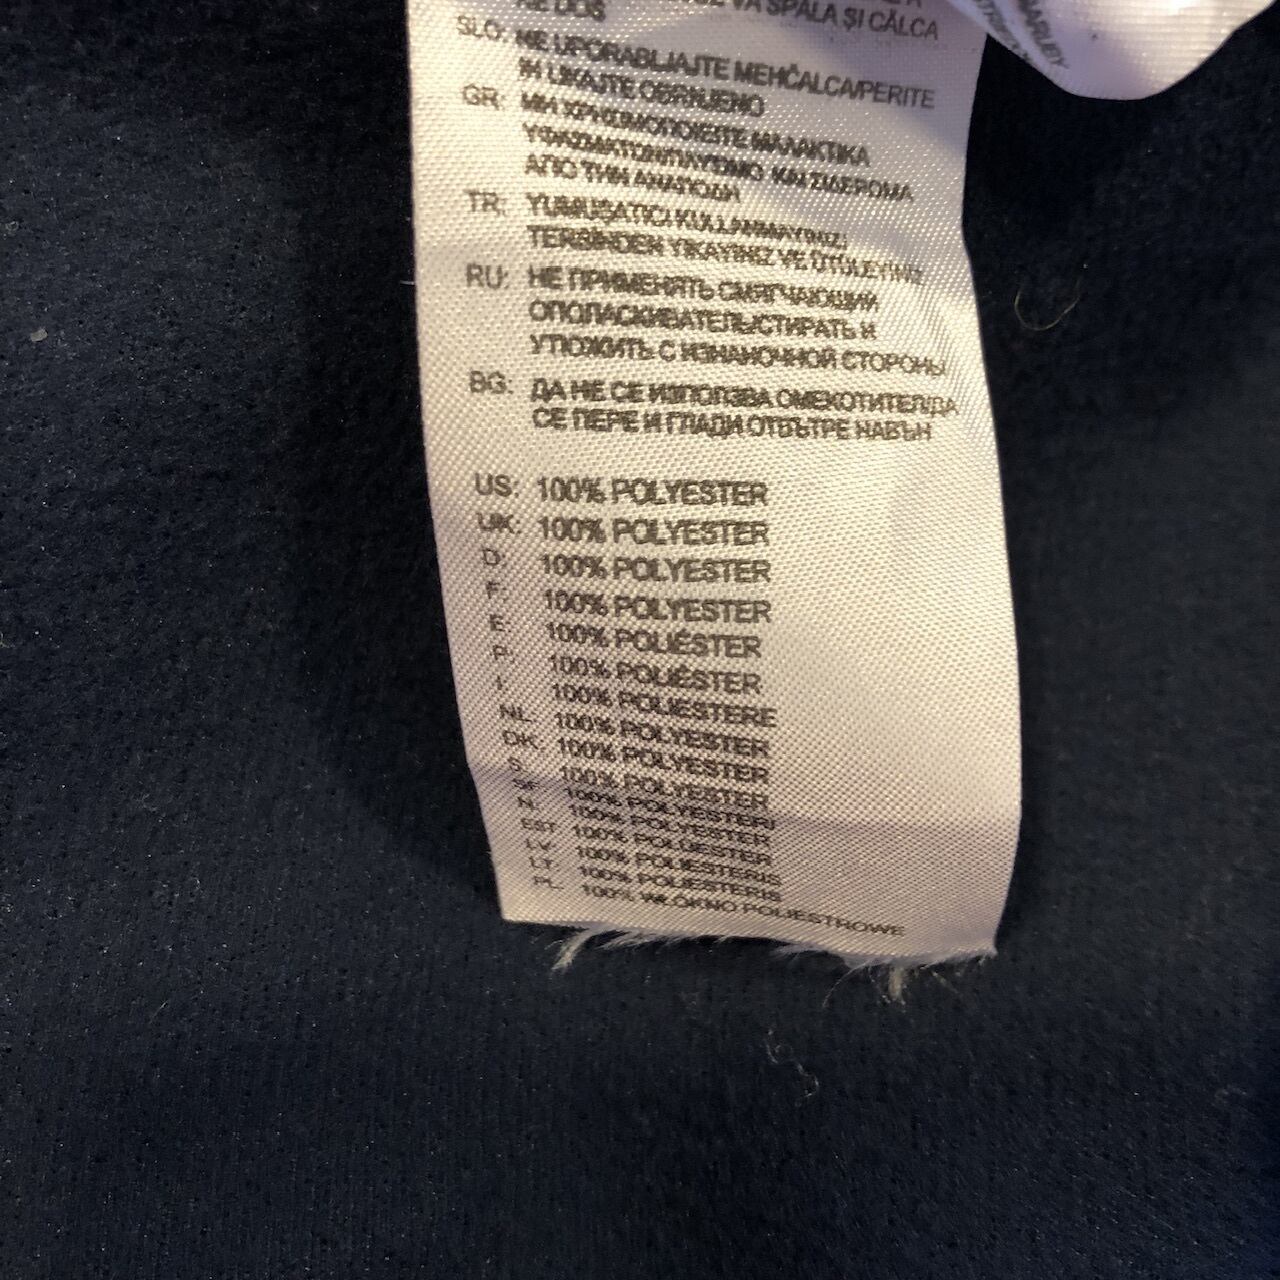 VA SPALA ȘI CĂLCA
PE DOS
SLO: NE UPORABLJAJTE MEHČALCA/PERITE
IN LIKAJTE OBRNJENO
GR: ΜΗ ΧΡΗΣΙΜΟΠΟΙΕΙΤΕ ΜΑΛΑΚΤΙΚΑ
ΥΦΑΣΜΑΤΩΝ/ΠΛΥΣΙΜΟ ΚΑΙ ΣΙΔΕΡΩΜΑ
ΑΠΟ ΤΗΝ ΑΝΑΠΟΔΗ
TR: YUMUŞATICI KULLANMAYINIZ/
TERSİNDEN YIKAYINIZ VE ÜTÜLEYİNİZ
RU: НЕ ПРИМЕНЯТЬ СМЯГЧАЮЩИЙ
ОПОЛАСКИВАТЕЛЬ/СТИРАТЬ И
УТЮЖИТЬ С ИЗНАНОЧНОЙ СТОРОНЫ
BG: ДА НЕ СЕ ИЗПОЛЗВА ОМЕКОТИТЕЛ/ДА
СЕ ПЕРЕ И ГЛАДИ ОТВЪТРЕ НАВЪН
US: 100% POLYESTER
UK: 100% POLYESTER
D: 100% POLYESTER
F: 100% POLYESTER
E: 100% POLIÉSTER
P: 100% POLIÉSTER
I: 100% POLIESTERE
NL: 100% POLYESTER
DK: 100% POLYESTER
S: 100% POLYESTER
SF: 100% POLYESTERI
N: 100% POLYESTER
EST: 100% POLÜESTER
LV: 100% POLIESTERIS
LT: 100% POLIESTERIS
PL: 100% WŁÓKNO POLIESTROWE